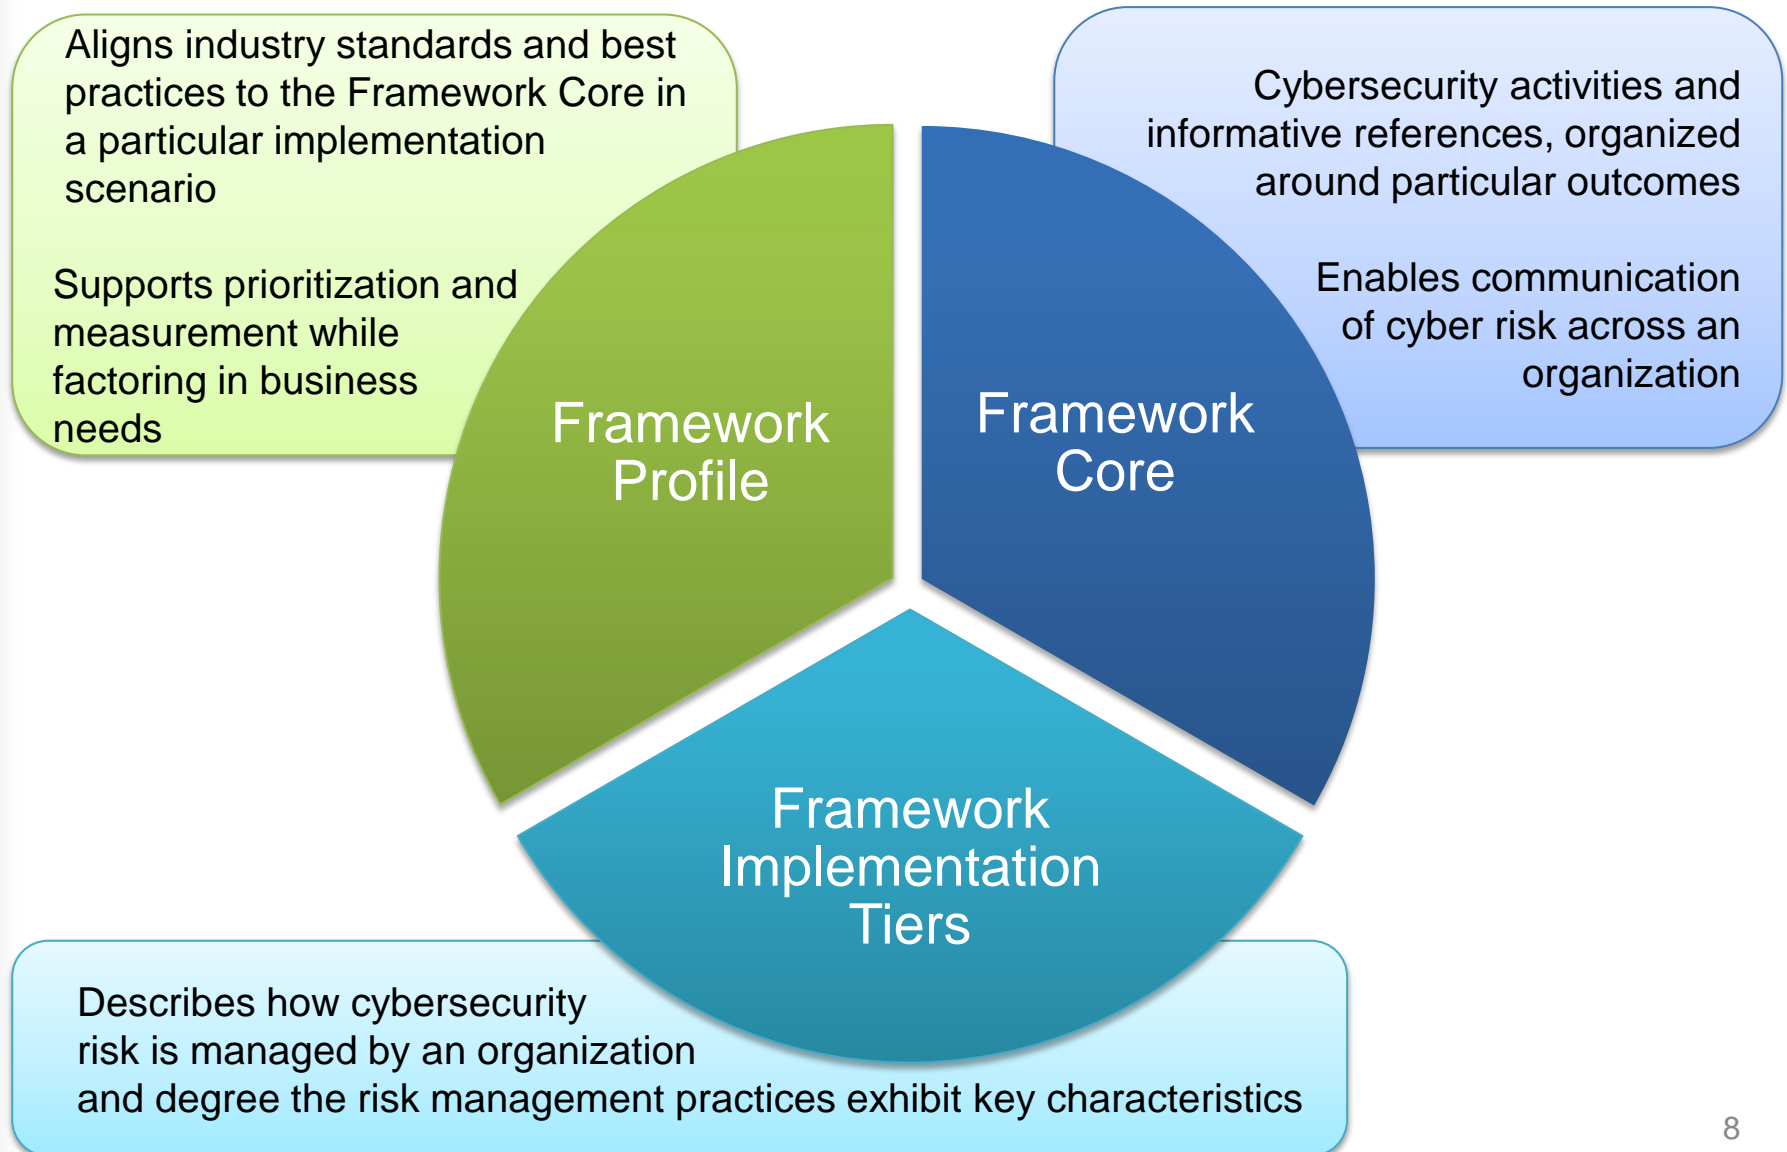 Aligns industry standards and best
practices to the Framework Core in
a particular implementation
scenario
Supports prioritization and
measurement while
factoring in business
needs
Cybersecurity activities and
informative references, organized
around particular outcomes
Enables communication
of cyber risk across an
organization
Framework
Profile
Framework
Core
Framework
Implementation
Tiers
Describes how cybersecurity
risk is managed by an organization
and degree the risk management practices exhibit key characteristics
8